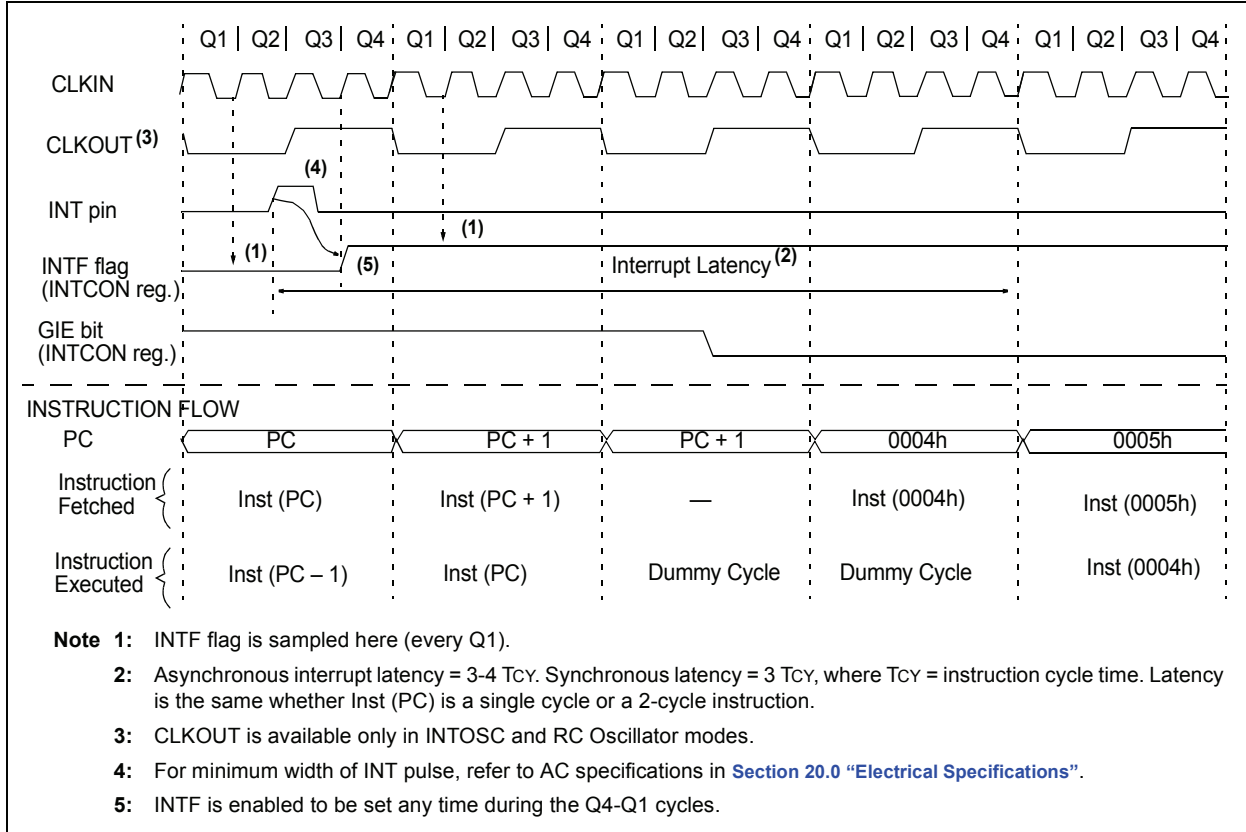 Q1 | Q2 | Q3 | Q4 Q1 | Q2 | Q3 | Q4 Q1 | Q2 | Q3 | Q4 Q1 | Q2 | Q3 | Q4 Q1 | Q2 | Q3 | Q4
CLKIN
CLKOUT (3)
(4)
INT pin
(1)
(1)
INTF flag
(INTCON reg.)
(5)
Interrupt Latency (2)
GIE bit
(INTCON reg.)
INSTRUCTION FLOW
PC PC PC + 1 PC + 1 0004h 0005h
Instruction
Fetched
Inst (PC) Inst (PC + 1) — Inst (0004h) Inst (0005h)
Instruction
Executed
Inst (PC – 1) Inst (PC) Dummy Cycle Dummy Cycle Inst (0004h)
Note 1: INTF flag is sampled here (every Q1).
2: Asynchronous interrupt latency = 3-4 TCY. Synchronous latency = 3 TCY, where TCY = instruction cycle time. Latency
is the same whether Inst (PC) is a single cycle or a 2-cycle instruction.
3: CLKOUT is available only in INTOSC and RC Oscillator modes.
4: For minimum width of INT pulse, refer to AC specifications in Section 20.0 “Electrical Specifications”.
5: INTF is enabled to be set any time during the Q4-Q1 cycles.